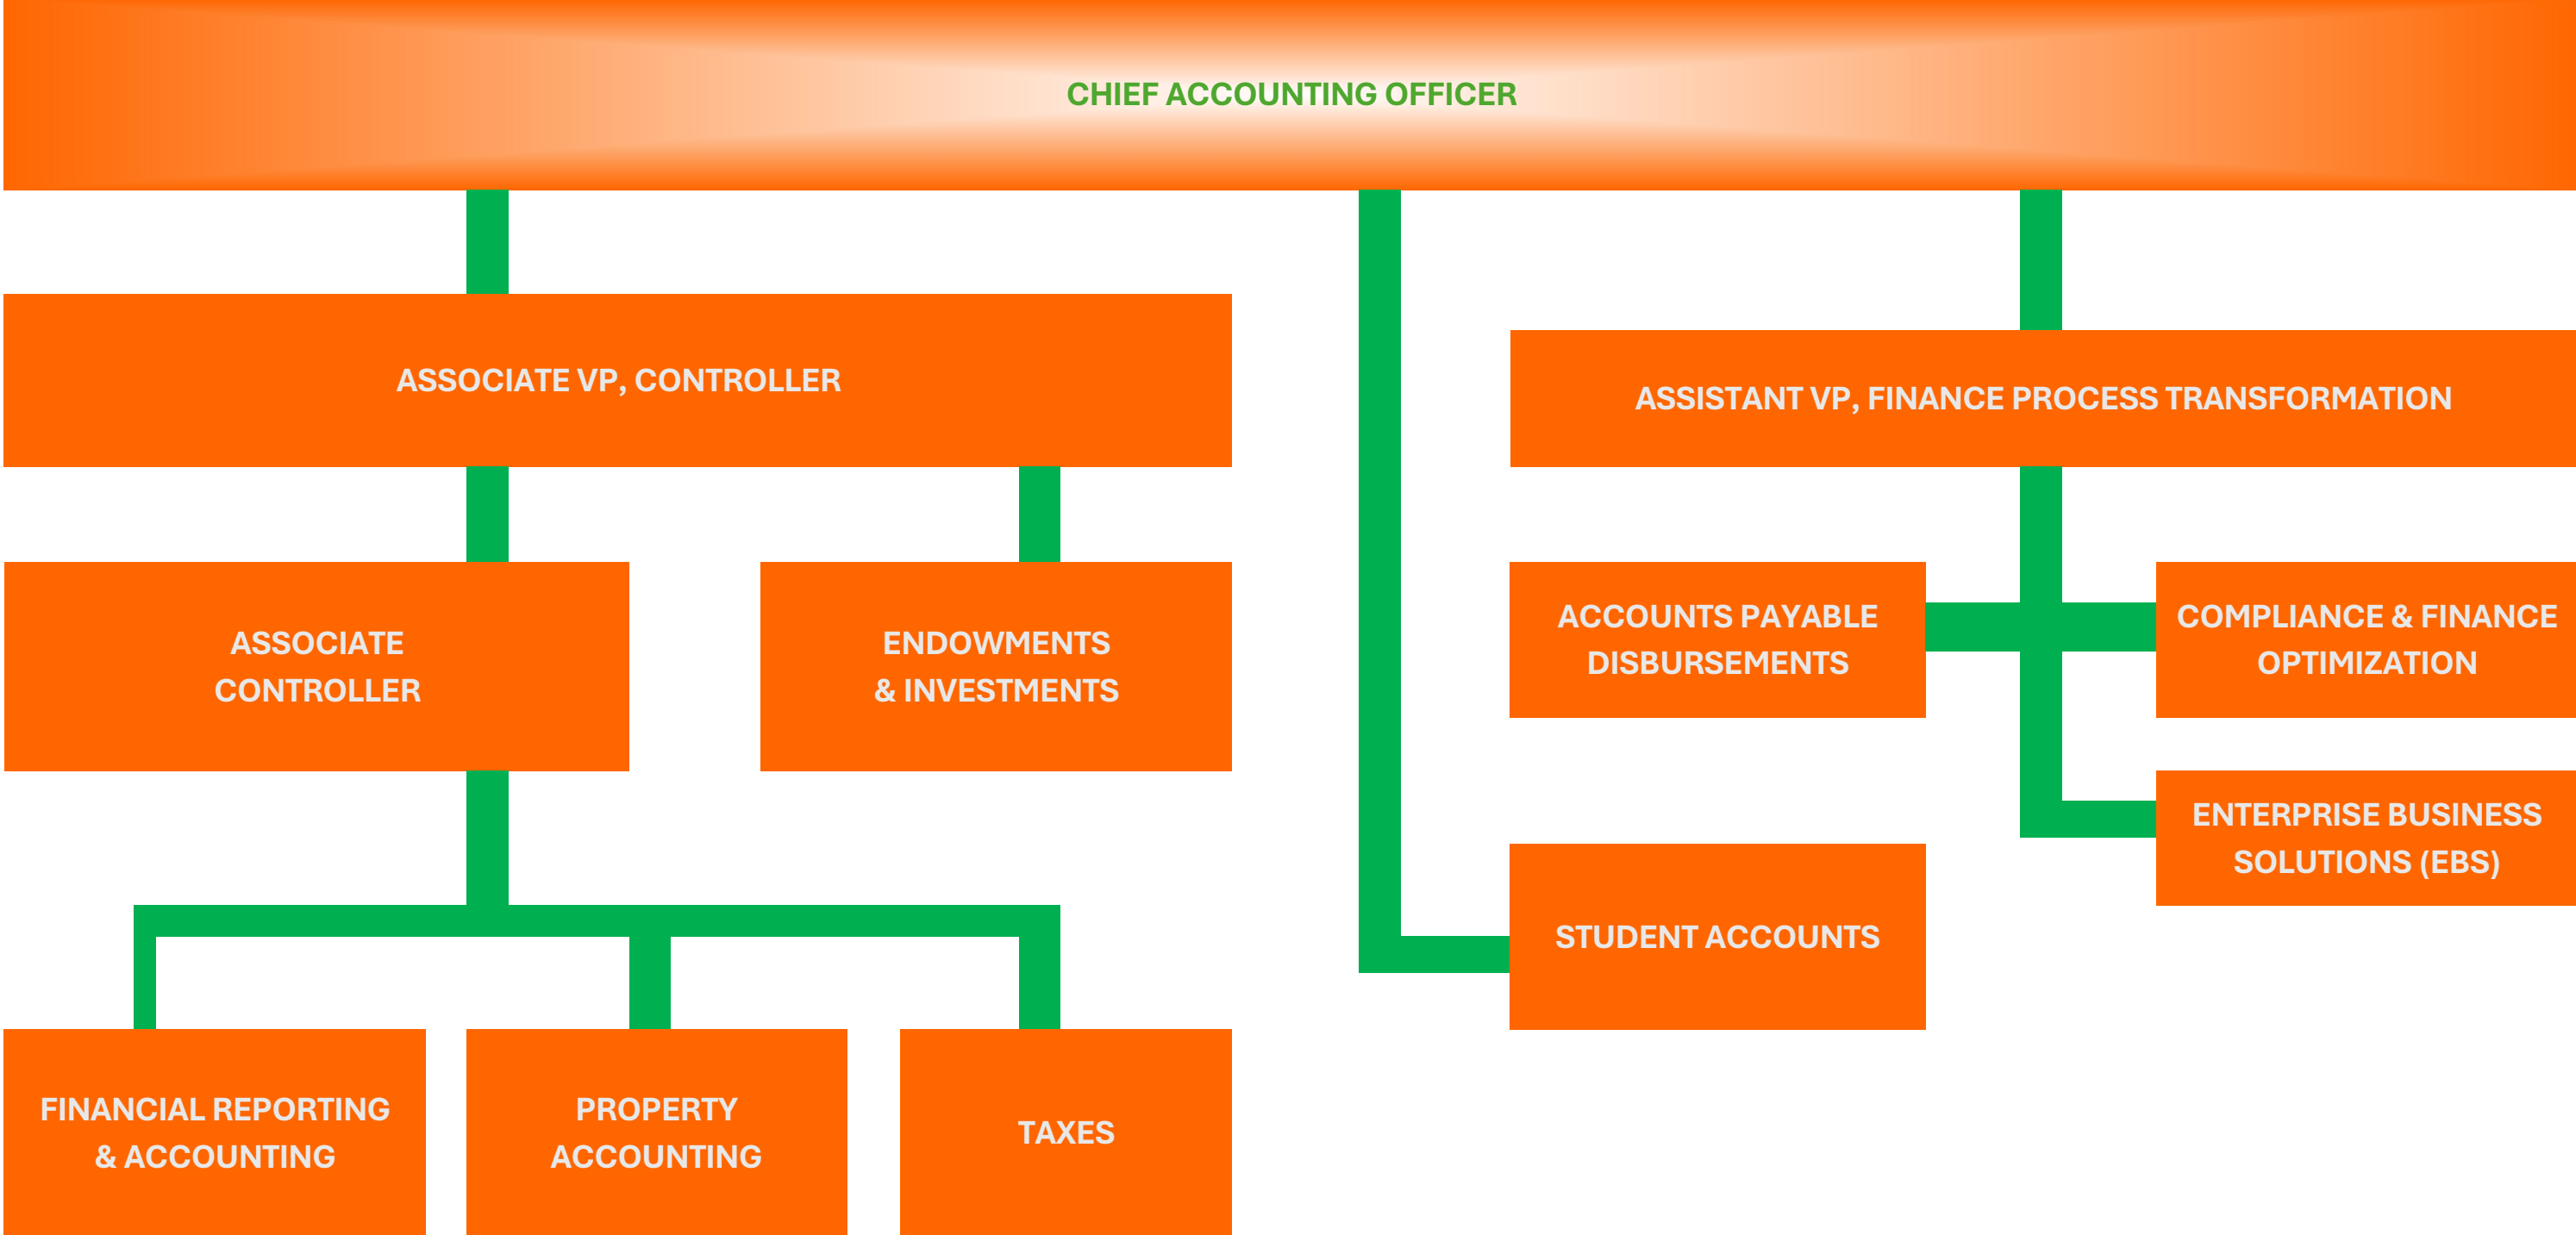 CHIEF ACCOUNTING OFFICER
ASSOCIATE VP, CONTROLLER
ASSISTANT VP, FINANCE PROCESS TRANSFORMATION
ASSOCIATE
CONTROLLER
ENDOWMENTS
& INVESTMENTS
ACCOUNTS PAYABLE
DISBURSEMENTS
COMPLIANCE & FINANCE
OPTIMIZATION
ENTERPRISE BUSINESS
SOLUTIONS (EBS)
STUDENT ACCOUNTS
FINANCIAL REPORTING
& ACCOUNTING
PROPERTY
ACCOUNTING
TAXES